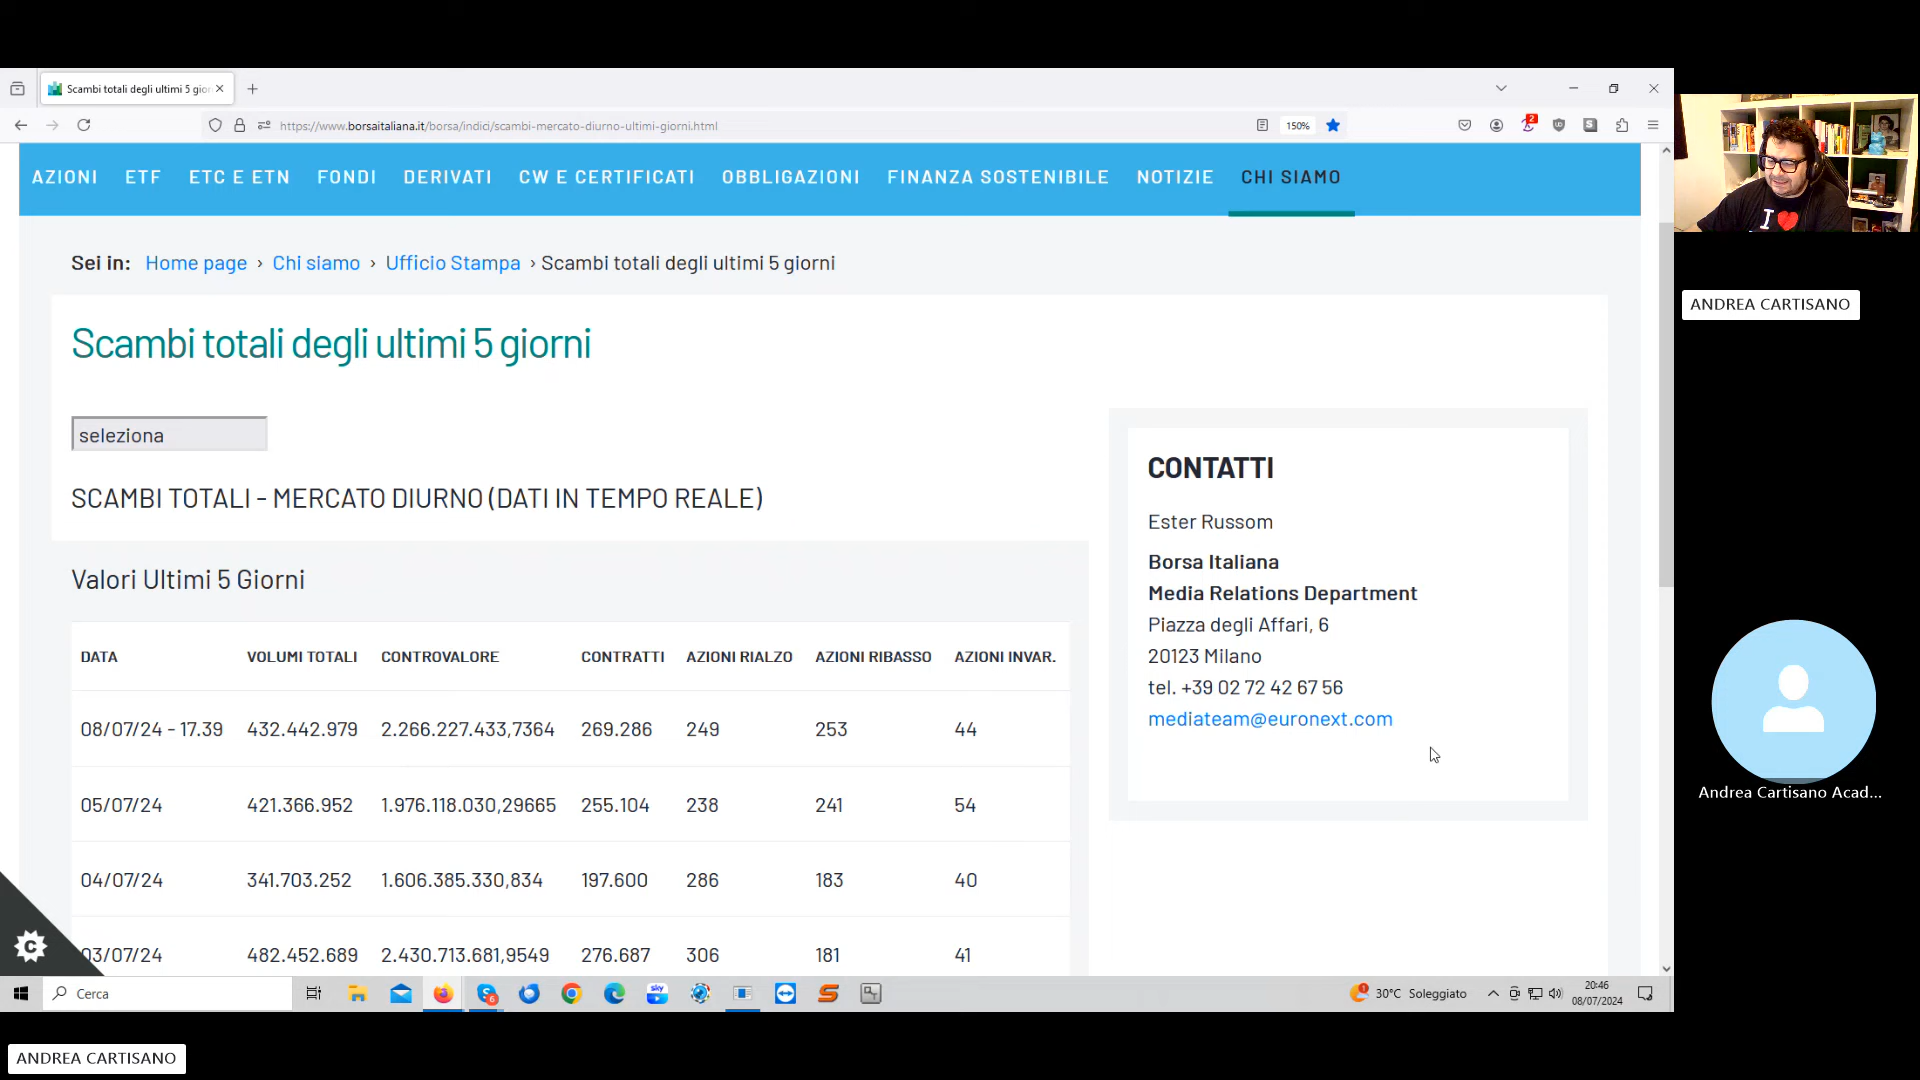 Scambi totali degli ultimi 5 gior
https://www.borsaitaliana.it/borsa/indici/scambi-mercato-diurno-ultimi-giorni.html
150%
2
AZIONI ETF ETC E ETN FONDI DERIVATI CW E CERTIFICATI OBBLIGAZIONI FINANZA SOSTENIBILE NOTIZIE CHI SIAMO
Sei in: Home page › Chi siamo › Ufficio Stampa › Scambi totali degli ultimi 5 giorni
Scambi totali degli ultimi 5 giorni
seleziona
SCAMBI TOTALI - MERCATO DIURNO (DATI IN TEMPO REALE)
Valori Ultimi 5 Giorni
DATA VOLUMI TOTALI CONTROVALORE CONTRATTI AZIONI RIALZO AZIONI RIBASSO AZIONI INVAR.
08/07/24 - 17.39 432.442.979 2.266.227.433,7364 269.286 249 253 44
05/07/24 421.366.952 1.976.118.030,29665 255.104 238 241 54
04/07/24 341.703.252 1.606.385.330,834 197.600 286 183 40
03/07/24 482.452.689 2.430.713.681,9549 276.687 306 181 41
CONTATTI
Ester Russom
Borsa Italiana
Media Relations Department
Piazza degli Affari, 6
20123 Milano
tel. +39 02 72 42 67 56
mediateam@euronext.com
I
ANDREA CARTISANO
Andrea Cartisano Acad...
Cerca
6
sky
1
30°C Soleggiato
20:46
08/07/2024
ANDREA CARTISANO